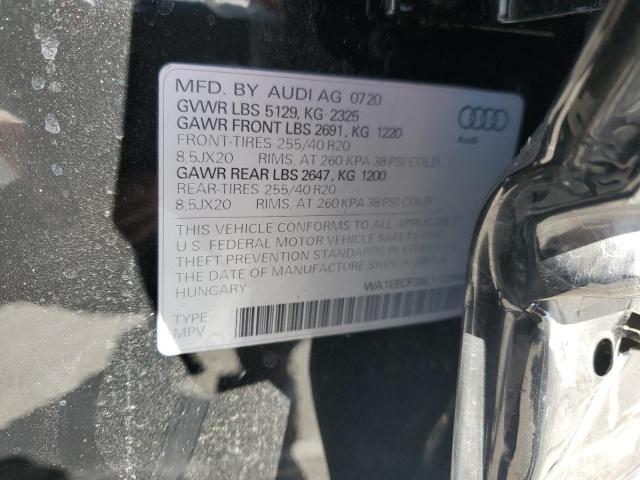 MFD. BY AUDI AG 0720
GVWR LBS 5129, KG 2325
GAWR FRONT LBS 2691, KG 1220
FRONT-TIRES 255/40 R20
8,5JX20 RIMS, AT 260 KPA 38 PSI COLD
GAWR REAR LBS 2647, KG 1200
REAR-TIRES 255/40 R20
8,5JX20 RIMS, AT 260 KPA 38 PSI COLD
THIS VEHICLE CONFORMS TO ALL APPLICABLE
U.S. FEDERAL MOTOR VEHICLE SAFETY AND
THEFT PREVENTION STANDARDS IN EFFECT
THE DATE OF MANUFACTURE SHOWN
HUNGARY
TYPE
MPV
Audi